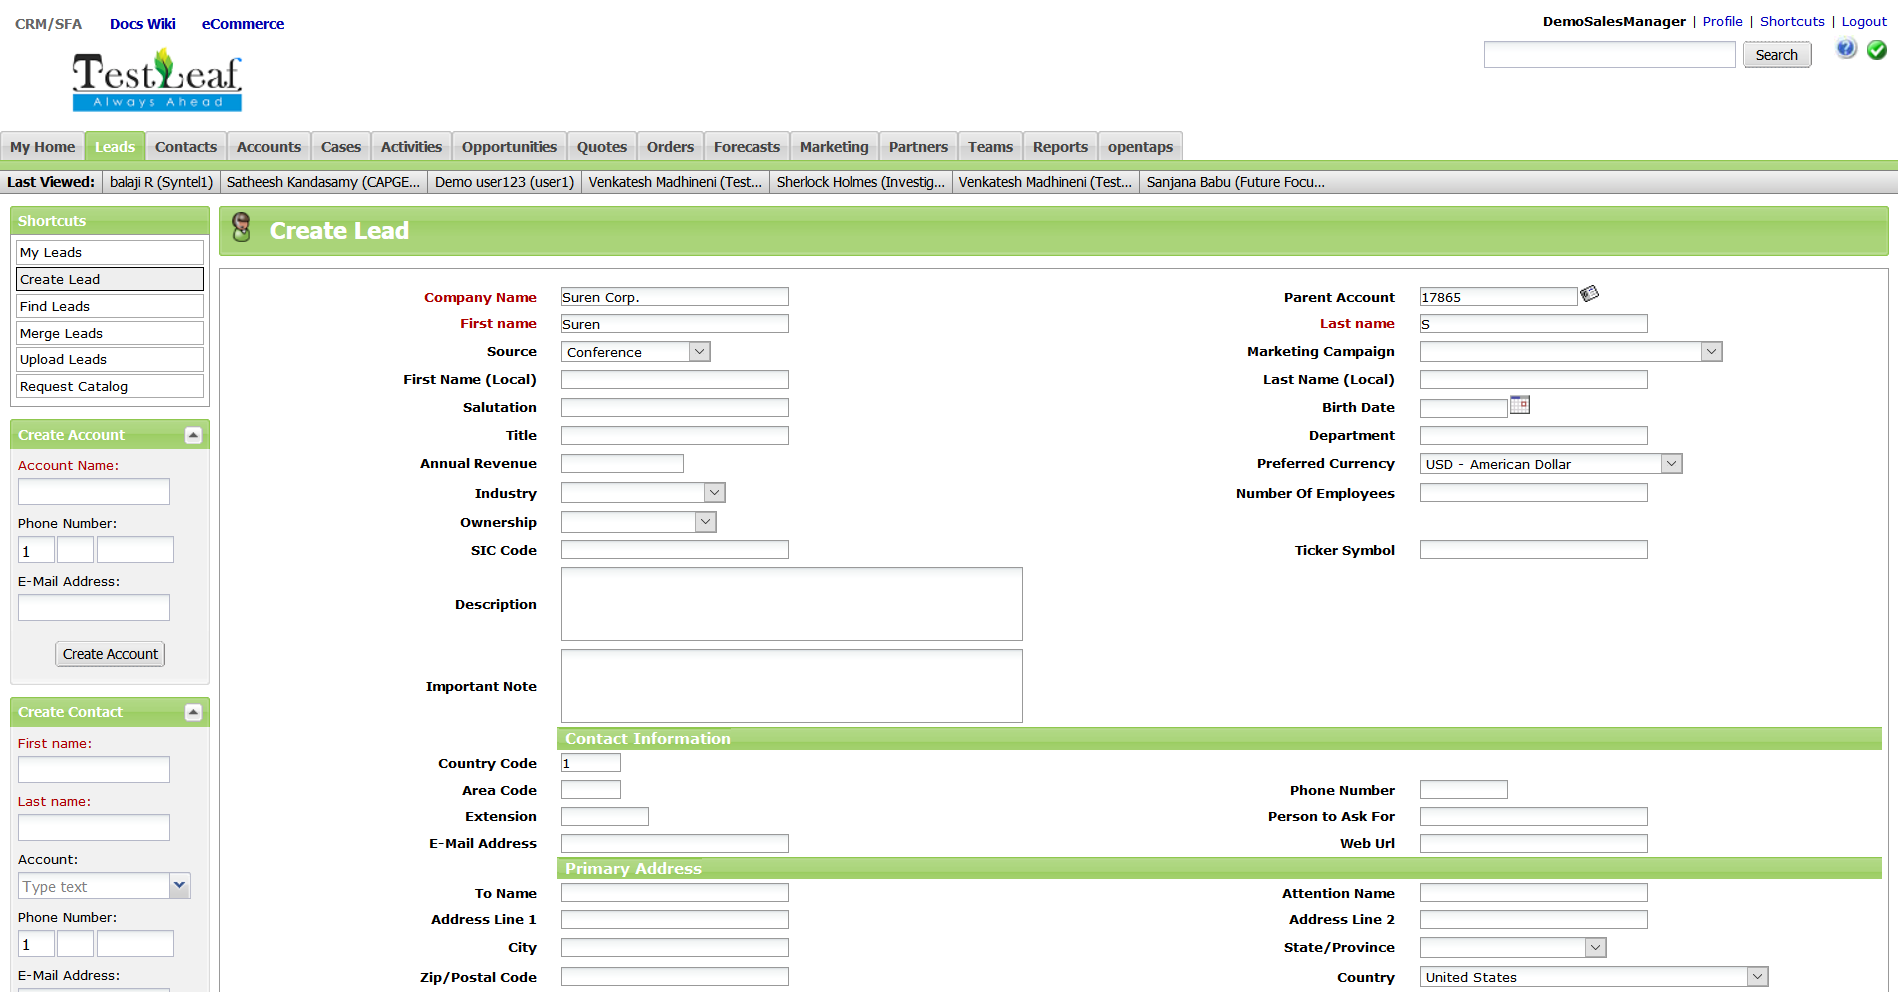 CRM/SFA Docs Wiki eCommerce
DemoSalesManager | Profile | Shortcuts | Logout
Search
TestLeaf
Always Ahead
My Home Leads Contacts Accounts Cases Activities Opportunities Quotes Orders Forecasts Marketing Partners Teams Reports opentaps
Last Viewed: balaji R (Syntel1) Satheesh Kandasamy (CAPGE... Demo user123 (user1) Venkatesh Madhineni (Test... Sherlock Holmes (Investig... Venkatesh Madhineni (Test... Sanjana Babu (Future Focu...
Shortcuts
My Leads
Create Lead
Find Leads
Merge Leads
Upload Leads
Request Catalog
Create Account
Account Name:
Phone Number:
1
E-Mail Address:
Create Account
Create Contact
First name:
Last name:
Account:
Type text
Phone Number:
1
E-Mail Address:
Create Lead
Company Name Suren Corp. Parent Account 17865
First name Suren Last name S
Source Conference Marketing Campaign
First Name (Local) Last Name (Local)
Salutation Birth Date
Title Department
Annual Revenue Preferred Currency USD - American Dollar
Industry Number Of Employees
Ownership
SIC Code Ticker Symbol
Description
Important Note
Contact Information
Country Code 1
Area Code Phone Number
Extension Person to Ask For
E-Mail Address Web Url
Primary Address
To Name Attention Name
Address Line 1 Address Line 2
City State/Province
Zip/Postal Code Country United States